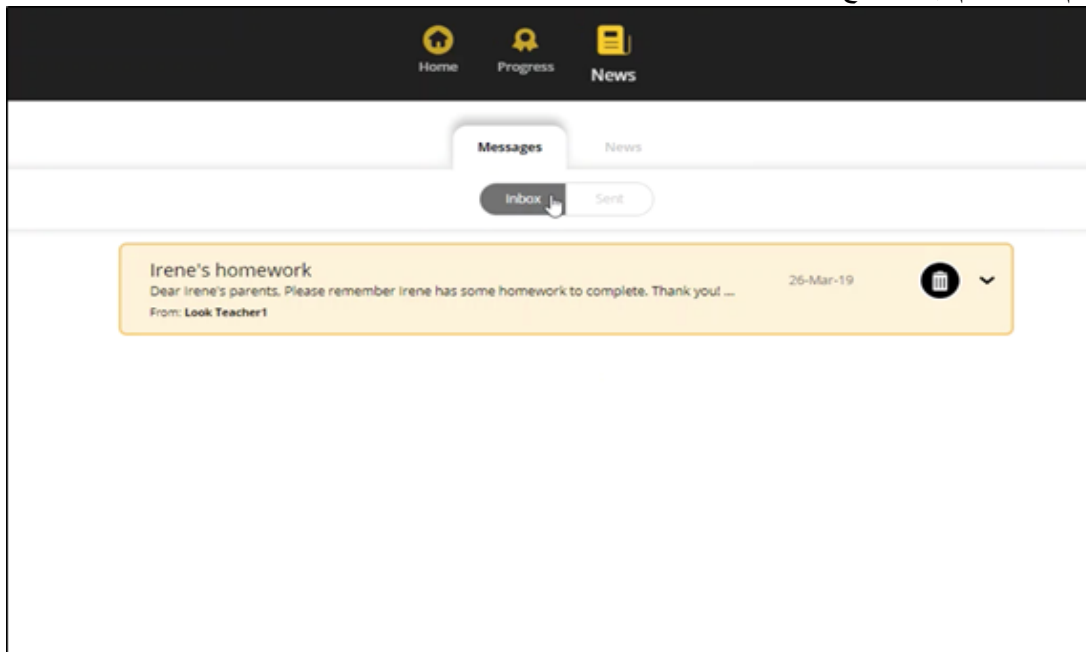 Home Progress News
Messages News
Inbox Sent
Irene's homework
Dear Irene's parents. Please remember Irene has some homework to complete. Thank you! ...
26-Mar-19
From: Look Teacher1